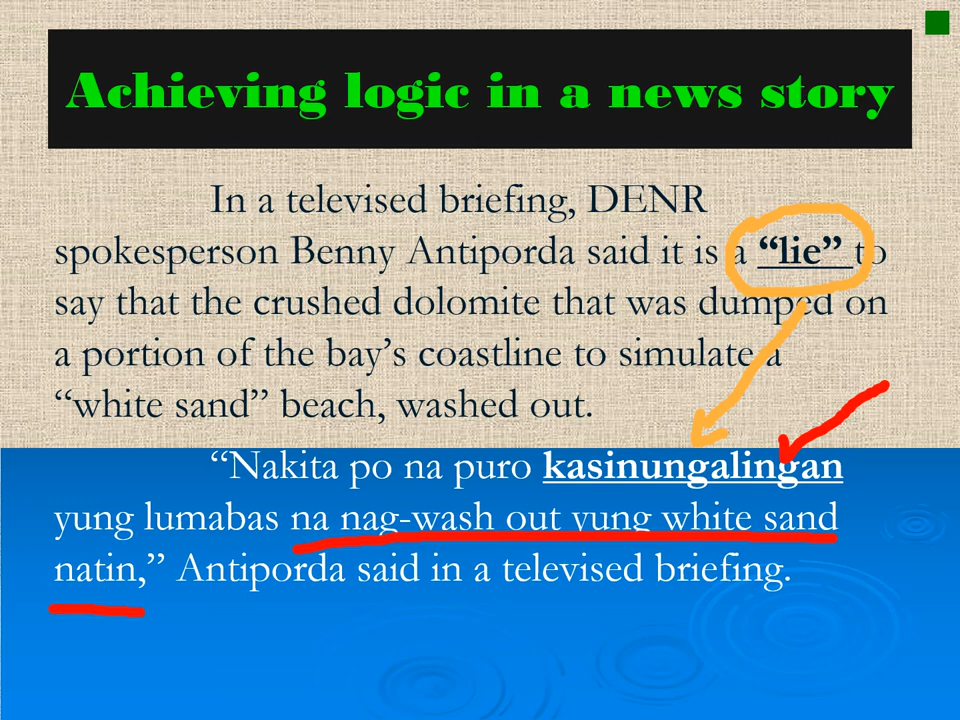 Achieving logic in a news story
In a televised briefing, DENR
spokesperson Benny Antiporda said it is a “lie” to
say that the crushed dolomite that was dumped on
a portion of the bay’s coastline to simulate a
“white sand” beach, washed out.
“Nakita po na puro kasinungalingan
yung lumabas na nag-wash out yung white sand
natin,” Antiporda said in a televised briefing.